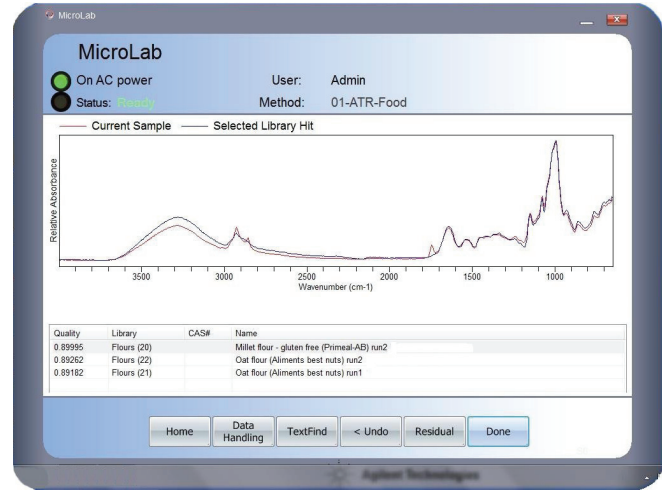 MicroLab
MicroLab
On AC power
User: Admin
Status: Ready
Method: 01-ATR-Food
Current Sample
Selected Library Hit
Relative Absorbance
3500 3000 2500 2000 1500 1000
Wavenumber (cm-1)
Quality Library CAS# Name
0.89995 Flours (20) Millet flour - gluten free (Primeal-AB) run2
0.89262 Flours (22) Oat flour (Aliments best nuts) run2
0.89182 Flours (21) Oat flour (Aliments best nuts) run1
Home
Data
Handling
TextFind
< Undo
Residual
Done
Agilent Technologies